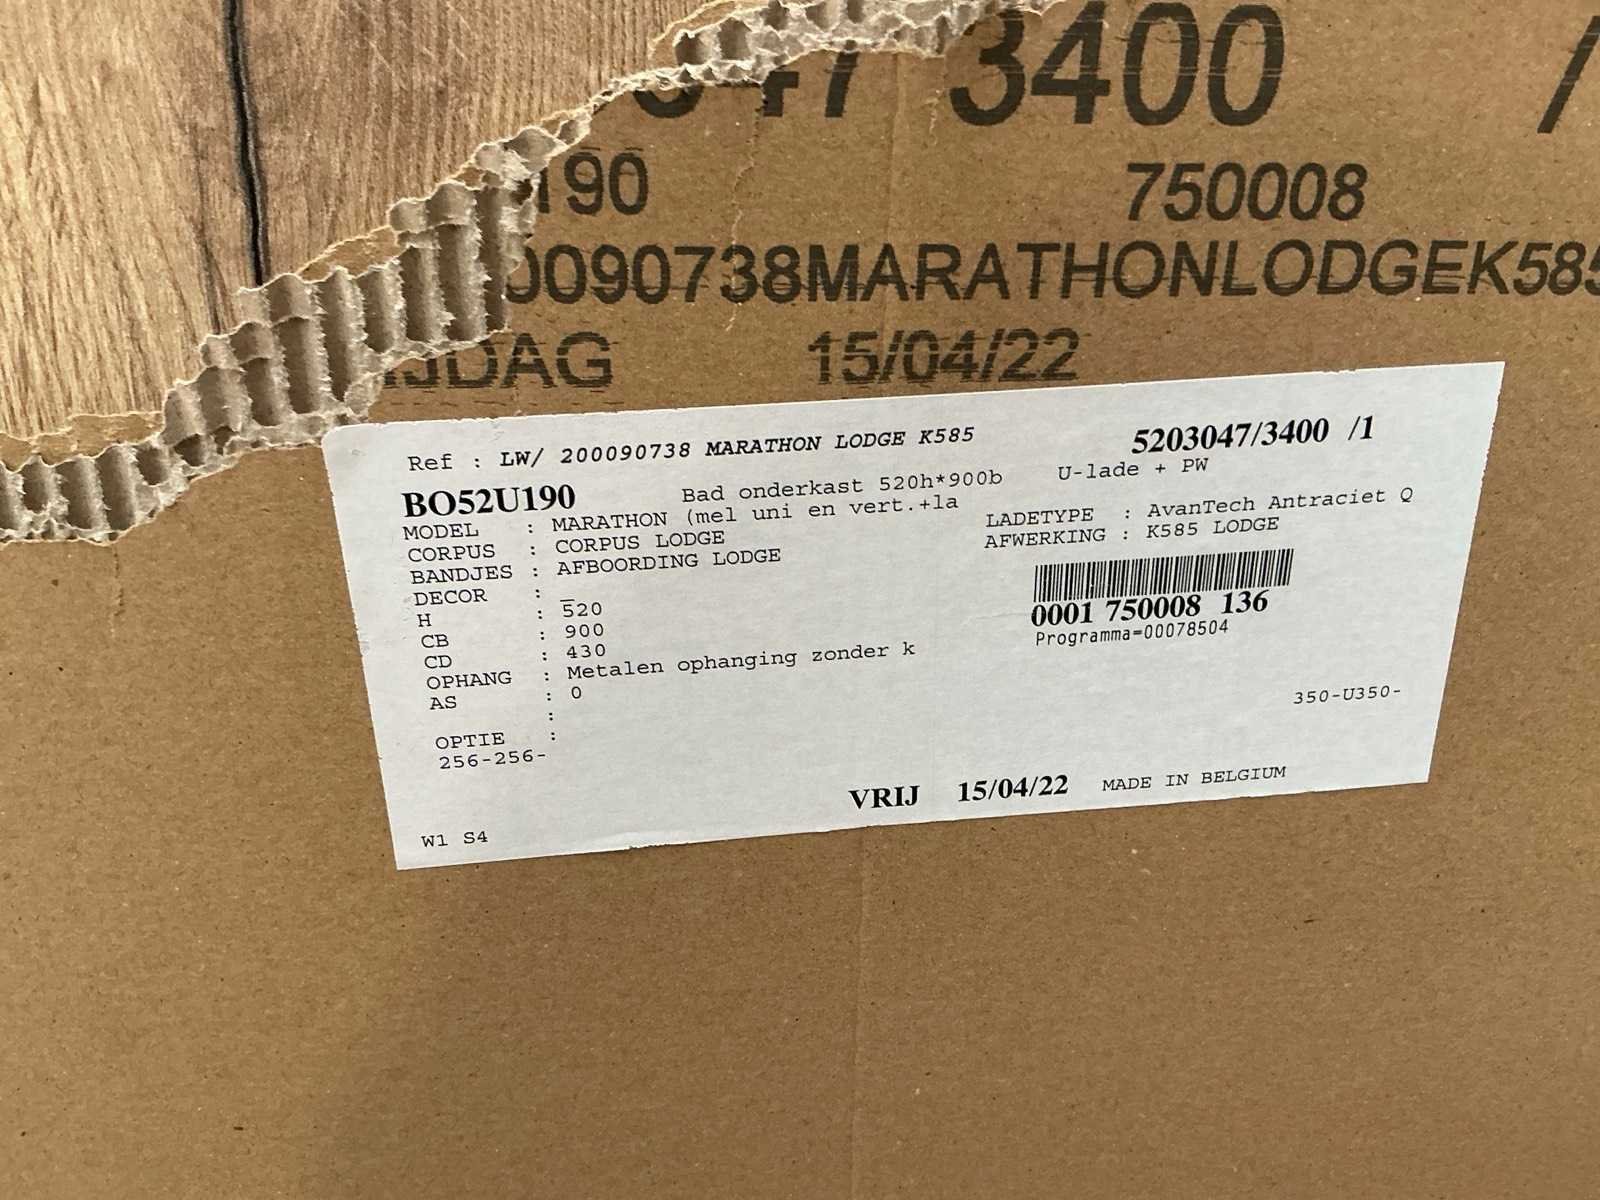 47 3400 /
190 750008
0090738MARATHONLODGEK585
JDAG 15/04/22
Ref : LW/ 200090738 MARATHON LODGE K585 5203047/3400 /1
BO52U190 Bad onderkast 520h*900b U-lade + PW
MODEL : MARATHON (mel uni en vert.+la LADETYPE : AvanTech Antraciet Q
CORPUS : CORPUS LODGE AFWERKING : K585 LODGE
BANDJES : AFBOORDING LODGE
DECOR : _
H : 520
CB : 900
CD : 430
OPHANG : Metalen ophanging zonder k
AS : 0
:
OPTIE :
256-256-
0001 750008 136
Programma=00078504
350-U350-
VRIJ 15/04/22 MADE IN BELGIUM
W1 S4